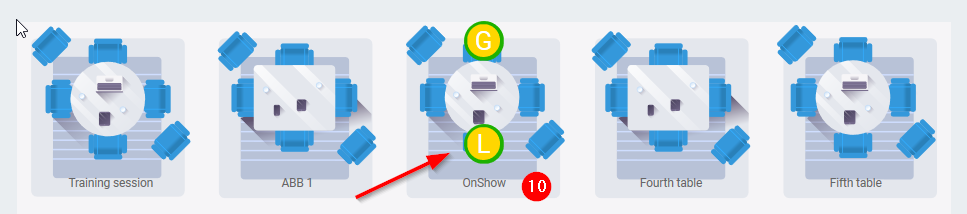 G
L
Training session
ABB 1
OnShow
10
Fourth table
Fifth table